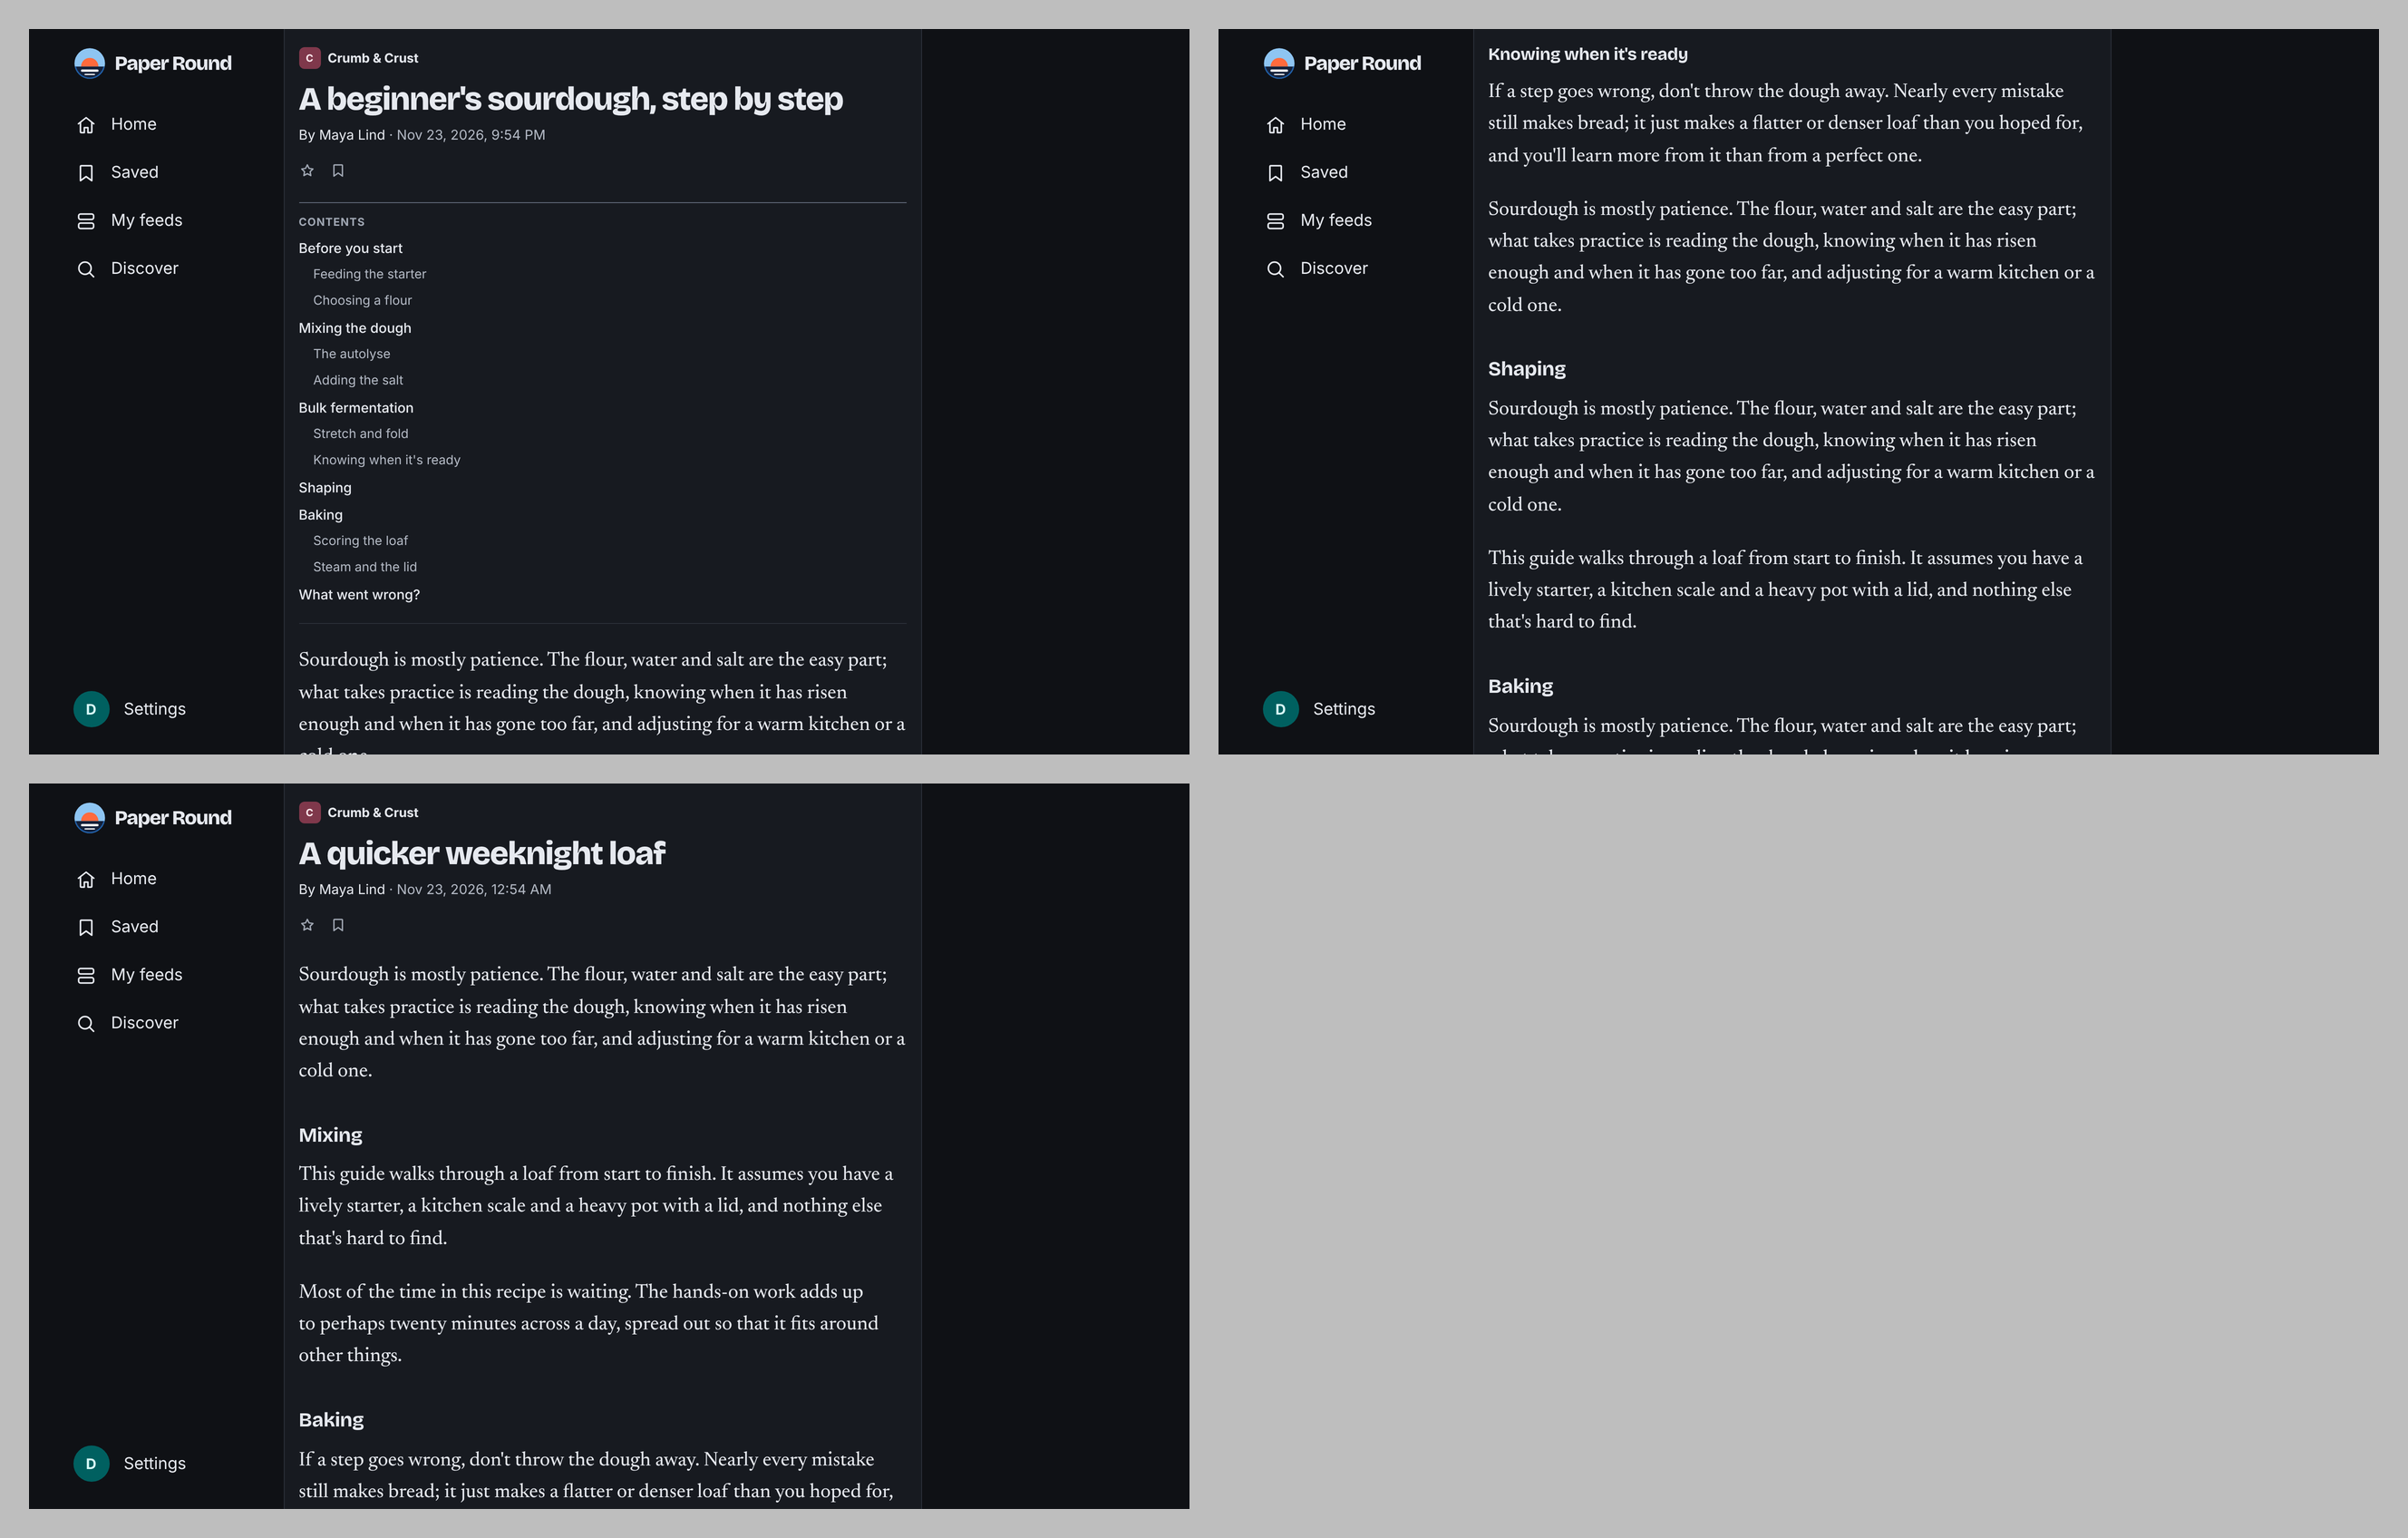 Paper Round
Home
Saved
My feeds
Discover
D
Settings
C
Crumb & Crust
A beginner's sourdough, step by step
By Maya Lind · Nov 23, 2026, 9:54 PM
CONTENTS
Before you start
Feeding the starter
Choosing a flour
Mixing the dough
The autolyse
Adding the salt
Bulk fermentation
Stretch and fold
Knowing when it's ready
Shaping
Baking
Scoring the loaf
Steam and the lid
What went wrong?
Sourdough is mostly patience. The flour, water and salt are the easy part;
what takes practice is reading the dough, knowing when it has risen
enough and when it has gone too far, and adjusting for a warm kitchen or a
cold one.
Paper Round
Home
Saved
My feeds
Discover
D
Settings
Knowing when it's ready
If a step goes wrong, don't throw the dough away. Nearly every mistake
still makes bread; it just makes a flatter or denser loaf than you hoped for,
and you'll learn more from it than from a perfect one.
Sourdough is mostly patience. The flour, water and salt are the easy part;
what takes practice is reading the dough, knowing when it has risen
enough and when it has gone too far, and adjusting for a warm kitchen or a
cold one.
Shaping
Sourdough is mostly patience. The flour, water and salt are the easy part;
what takes practice is reading the dough, knowing when it has risen
enough and when it has gone too far, and adjusting for a warm kitchen or a
cold one.
This guide walks through a loaf from start to finish. It assumes you have a
lively starter, a kitchen scale and a heavy pot with a lid, and nothing else
that's hard to find.
Baking
Sourdough is mostly patience. The flour, water and salt are the easy part;
Paper Round
Home
Saved
My feeds
Discover
D
Settings
C
Crumb & Crust
A quicker weeknight loaf
By Maya Lind · Nov 23, 2026, 12:54 AM
Sourdough is mostly patience. The flour, water and salt are the easy part;
what takes practice is reading the dough, knowing when it has risen
enough and when it has gone too far, and adjusting for a warm kitchen or a
cold one.
Mixing
This guide walks through a loaf from start to finish. It assumes you have a
lively starter, a kitchen scale and a heavy pot with a lid, and nothing else
that's hard to find.
Most of the time in this recipe is waiting. The hands-on work adds up
to perhaps twenty minutes across a day, spread out so that it fits around
other things.
Baking
If a step goes wrong, don't throw the dough away. Nearly every mistake
still makes bread; it just makes a flatter or denser loaf than you hoped for,